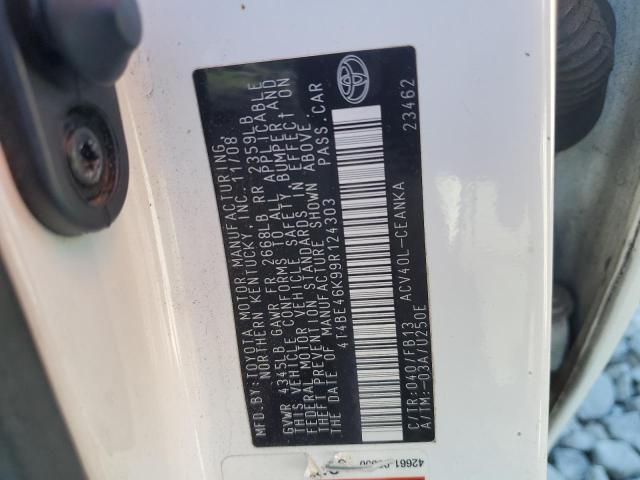 MFD.BY: TOYOTA MOTOR MANUFACTURING,
NORTHERN KENTUCKY, INC. 11/08
GVWR 4345LB GAWR FR 2668LB RR 2359LB
THIS VEHICLE CONFORMS TO ALL APPLICABLE
FEDERAL MOTOR VEHICLE SAFETY, BUMPER AND
THEFT PREVENTION STANDARDS IN EFFECT ON
THE DATE OF MANUFACTURE SHOWN ABOVE.
4T4BE46K99R124303 PASS.CAR
C/TR:040/FB13 ACV40L-CEANKA 23462
A/TM:-03A/U250E